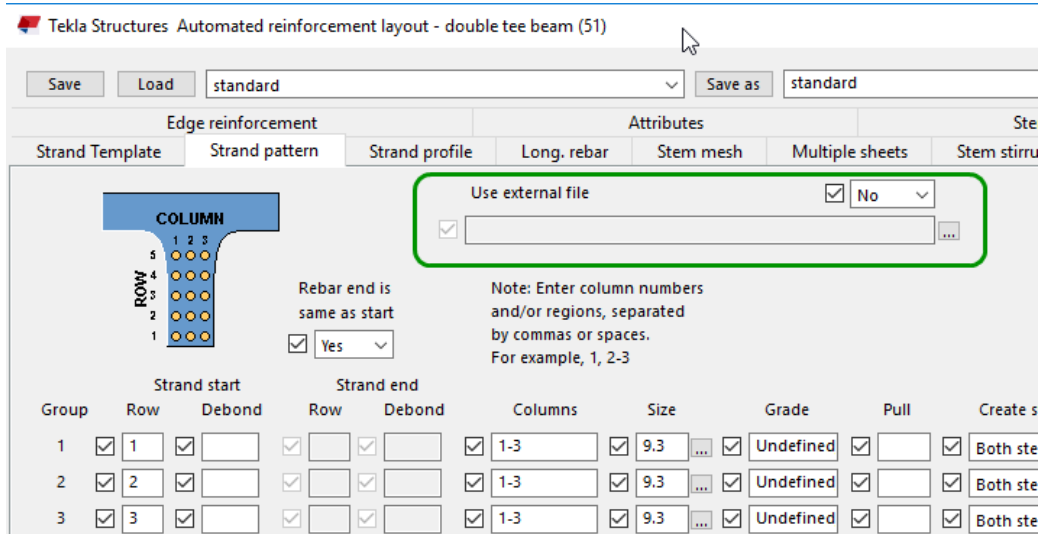 Tekla Structures Automated reinforcement layout - double tee beam (51)
Save Load standard Save as standard
Edge reinforcement Attributes Ste
Strand Template Strand pattern Strand profile Long. rebar Stem mesh Multiple sheets Stem stirru
Use external file No
COLUMN
1 2 3
ROW
5
4
3
2
1
...
Rebar end is
same as start
Yes
Note: Enter column numbers
and/or regions, separated
by commas or spaces.
For example, 1, 2-3
Strand start Strand end
Group Row Debond Row Debond Columns Size Grade Pull Create s
1 1 1-3 9.3 ... Undefined Both ste
2 2 1-3 9.3 ... Undefined Both ste
3 3 1-3 9.3 ... Undefined Both ste